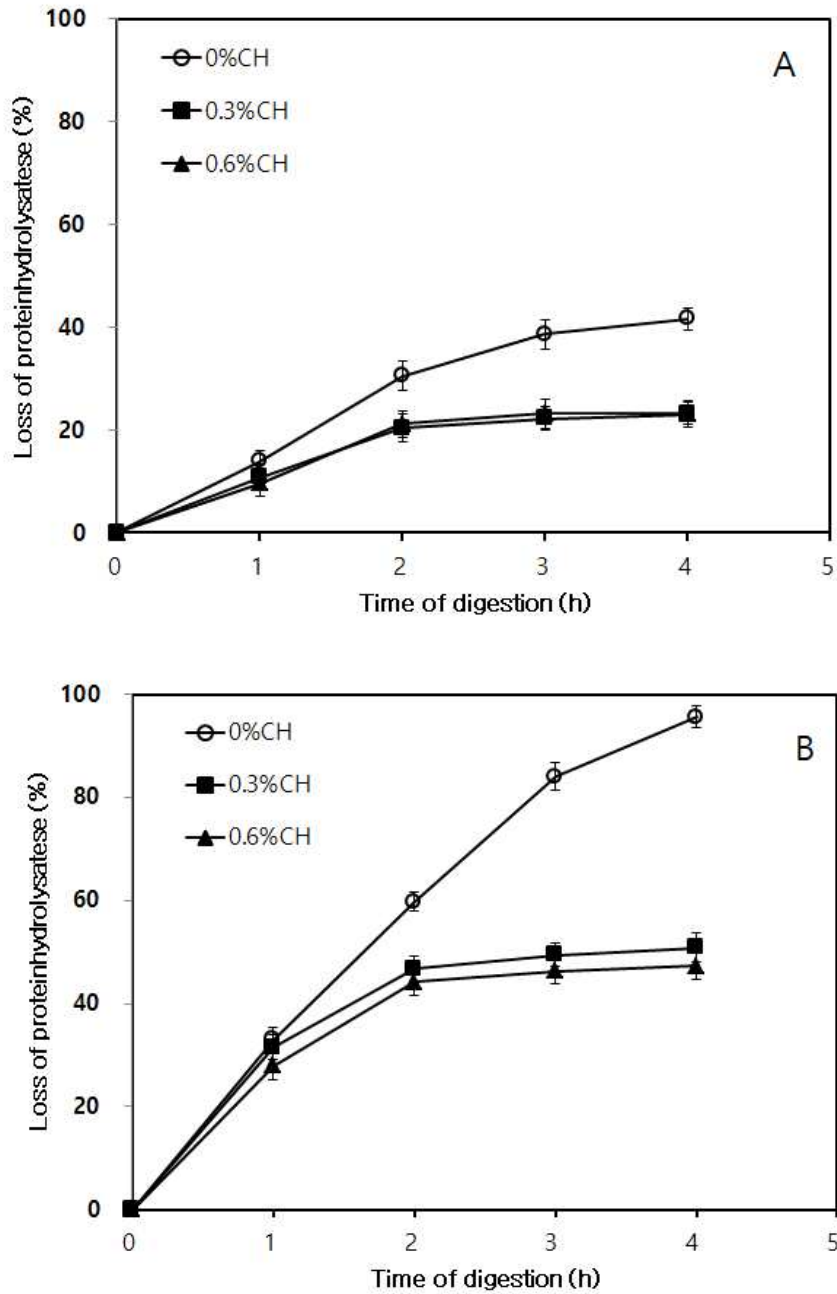 100
80
60
40
20
0
Loss of proteinhydrolysatese (%)
0%CH
0.3%CH
0.6%CH
A
0 1 2 3 4 5
Time of digestion (h)
100
80
60
40
20
0
Loss of proteinhydrolysatese (%)
0%CH
0.3%CH
0.6%CH
B
0 1 2 3 4 5
Time of digestion (h)